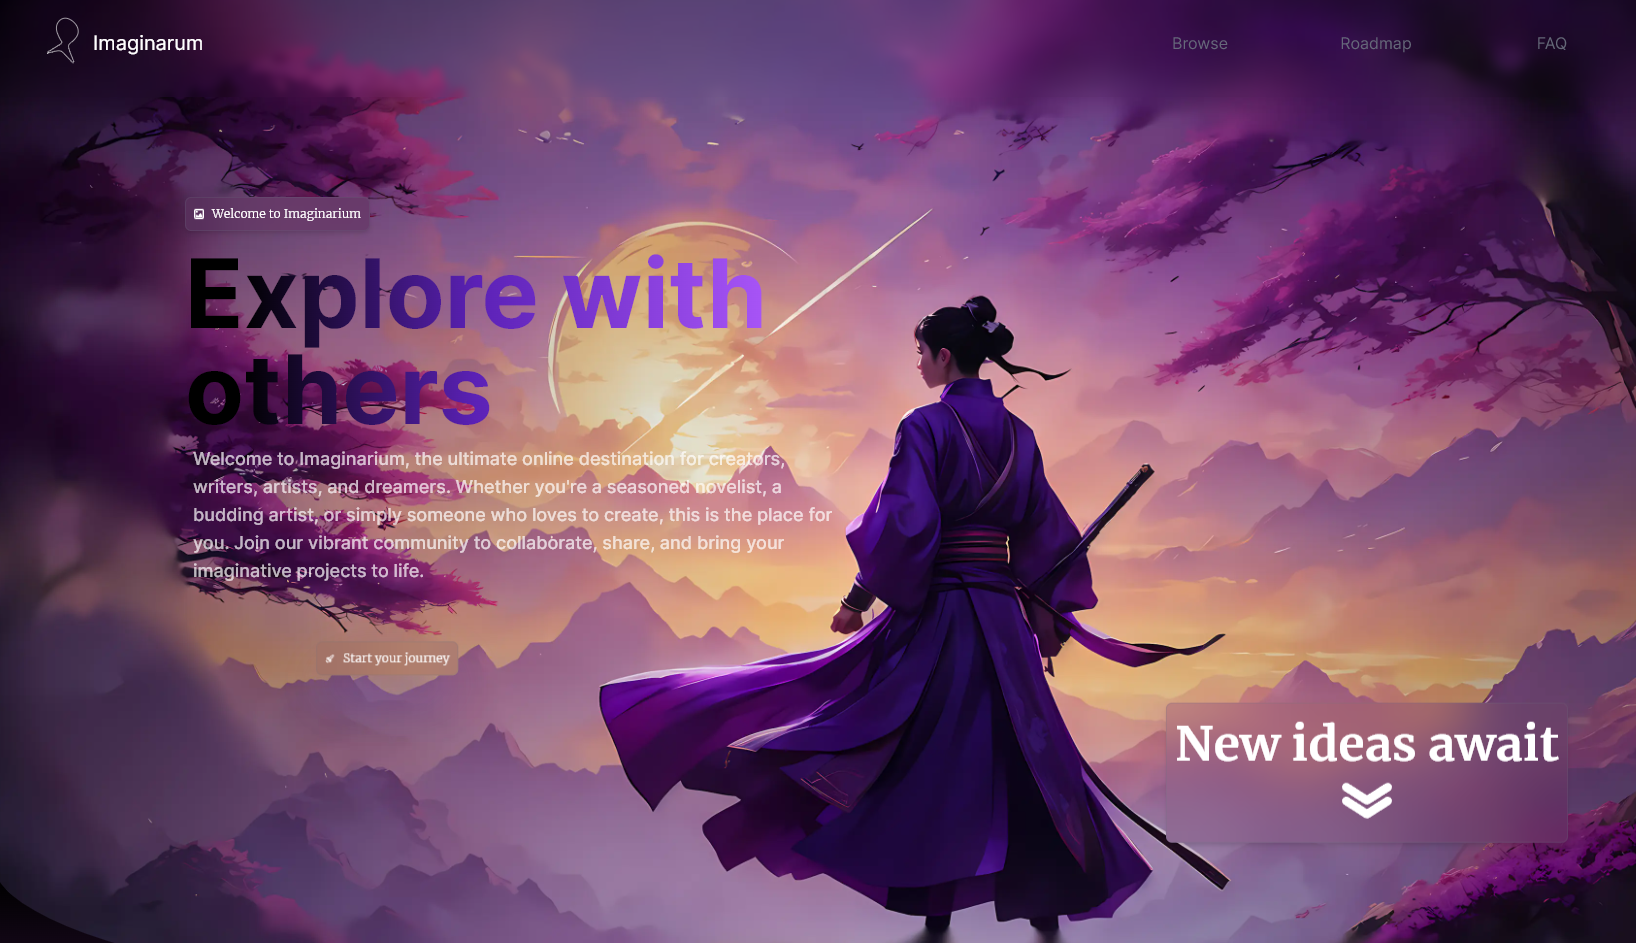 Imaginarum
Browse
Roadmap
FAQ
Welcome to Imaginarium
Explore with
others
Welcome to Imaginarium, the ultimate online destination for creators,
writers, artists, and dreamers. Whether you're a seasoned novelist, a
budding artist, or simply someone who loves to create, this is the place for
you. Join our vibrant community to collaborate, share, and bring your
imaginative projects to life.
Start your journey
New ideas await